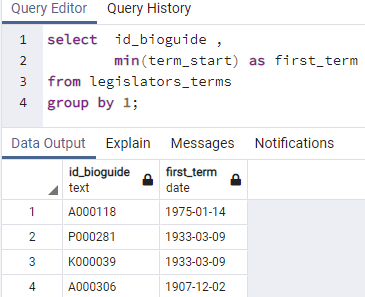 Query Editor Query History
1 select id_bioguide ,
2 min(term_start) as first_term
3 from legislators_terms
4 group by 1;
Data Output Explain Messages Notifications
id_bioguide first_term
text date
1 A000118 1975-01-14
2 P000281 1933-03-09
3 K000039 1933-03-09
4 A000306 1907-12-02